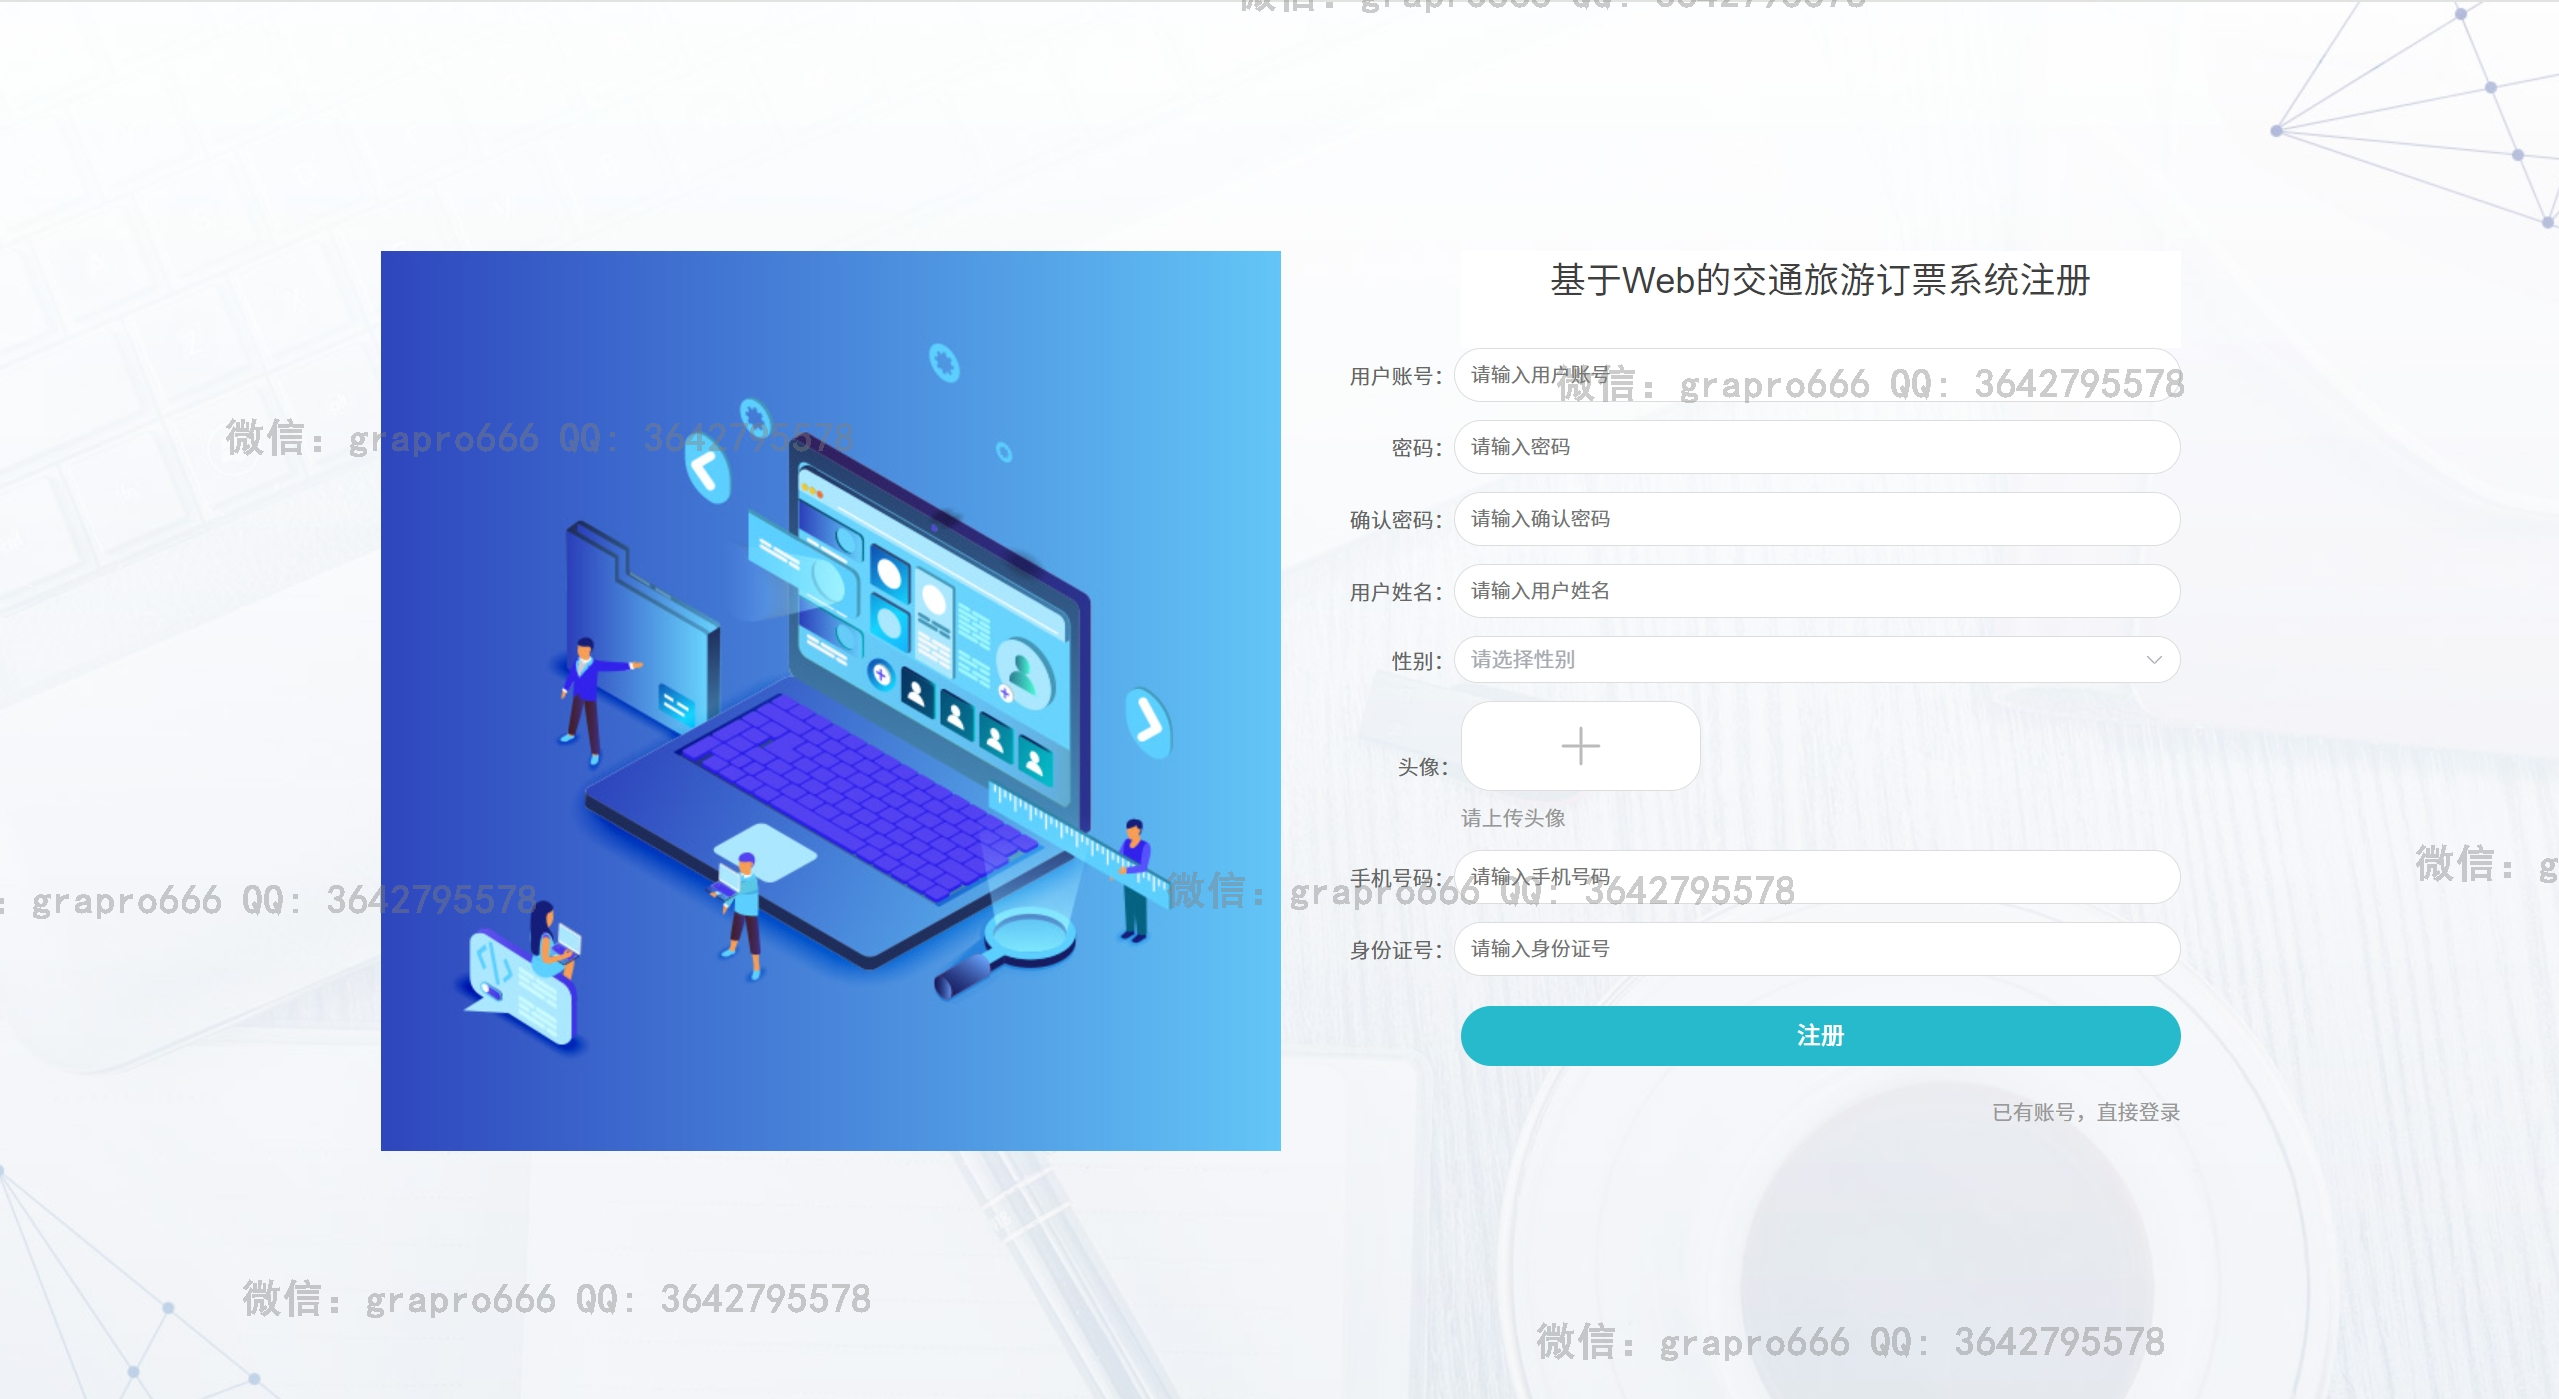 微信：grapro666 QQ：3642795578
基于Web的交通旅游订票系统注册
用户账号：
请输入用户账号
微信：grapro666 QQ：3642795578
微信：grapro666 QQ：3642795578
密码：
请输入密码
确认密码：
请输入确认密码
用户姓名：
请输入用户姓名
性别：
请选择性别
头像：
请上传头像
手机号码：
请输入手机号码
微信：grapro666 QQ：3642795578
微信：g
：grapro666 QQ：3642795578
身份证号：
请输入身份证号
注册
已有账号，直接登录
微信：grapro666 QQ：3642795578
微信：grapro666 QQ：3642795578